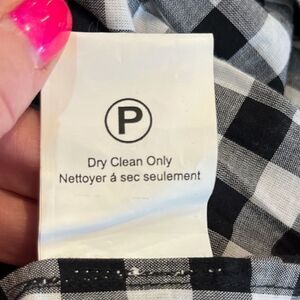 P
Dry Clean Only
Nettoyer á sec seulement